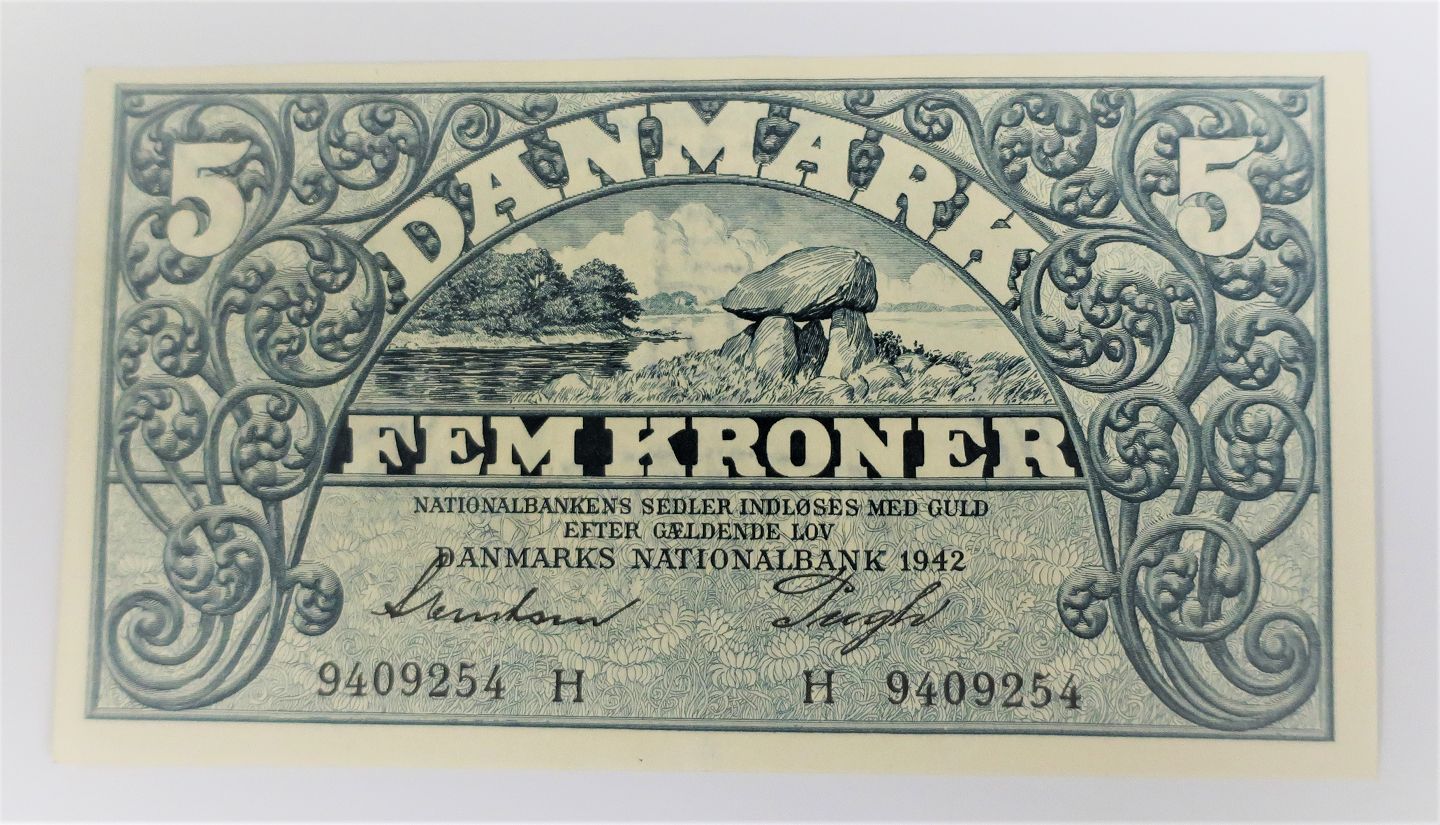 5 DANMARK 5
FEM KRONER
NATIONALBANKENS SEDLER INDLØSES MED GULD
EFTER GÆLDENDE LOV
DANMARKS NATIONALBANK 1942
9409254 H H 9409254